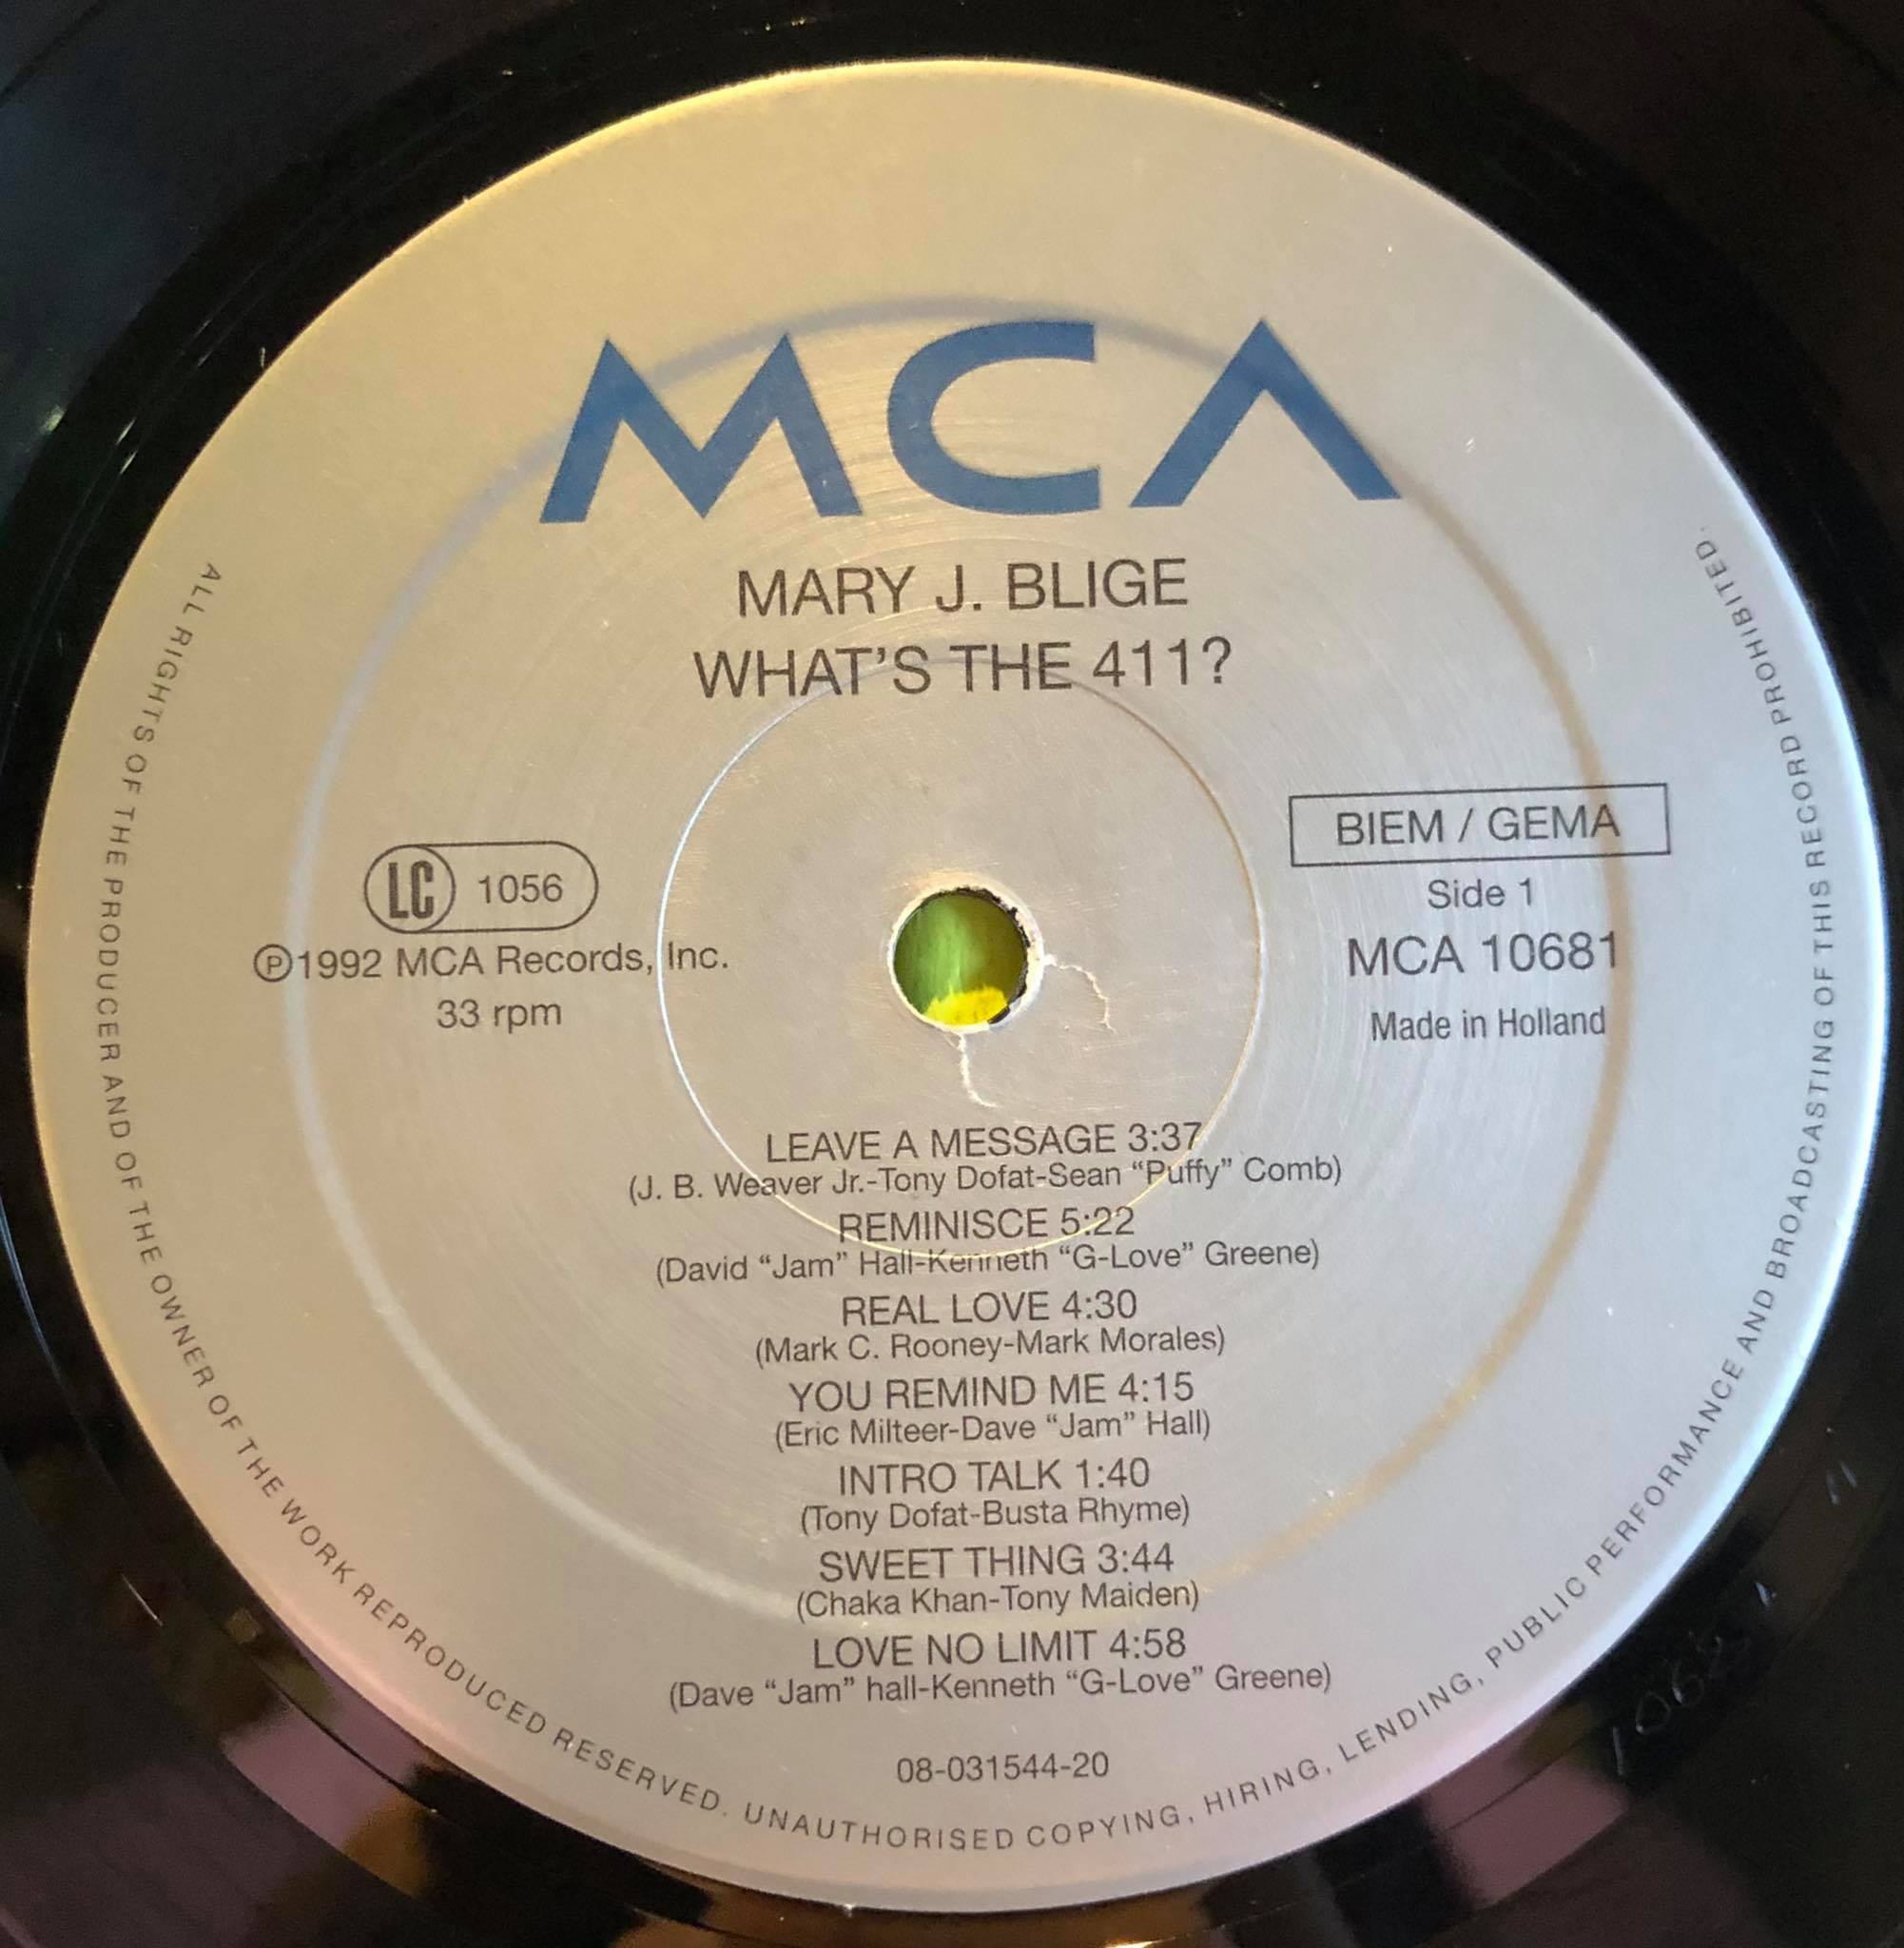 MCA
MARY J. BLIGE
WHAT'S THE 411?
LC 1056
℗1992 MCA Records, Inc.
33 rpm
BIEM / GEMA
Side 1
MCA 10681
Made in Holland
LEAVE A MESSAGE 3:37
(J. B. Weaver Jr.-Tony Dofat-Sean “Puffy” Comb)
REMINISCE 5:22
(David “Jam” Hall-Kenneth “G-Love” Greene)
REAL LOVE 4:30
(Mark C. Rooney-Mark Morales)
YOU REMIND ME 4:15
(Eric Milteer-Dave “Jam” Hall)
INTRO TALK 1:40
(Tony Dofat-Busta Rhyme)
SWEET THING 3:44
(Chaka Khan-Tony Maiden)
LOVE NO LIMIT 4:58
(Dave “Jam” hall-Kenneth “G-Love” Greene)
08-031544-20
ALL RIGHTS OF THE PRODUCER AND OF THE OWNER OF THE WORK REPRODUCED RESERVED. UNAUTHORISED COPYING, HIRING, LENDING, PUBLIC PERFORMANCE AND BROADCASTING OF THIS RECORD PROHIBITED.